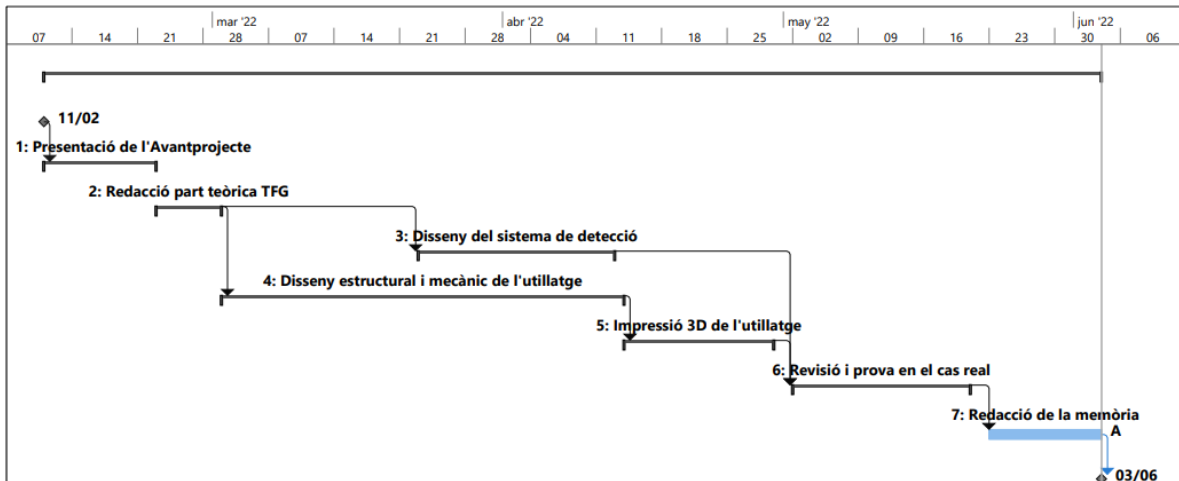 mar '22 abr '22 may '22 jun '22
07 14 21 28 07 14 21 28 04 11 18 25 02 09 16 23 30 06
11/02
1: Presentació de l'Avantprojecte
2: Redacció part teòrica TFG
3: Disseny del sistema de detecció
4: Disseny estructural i mecànic de l'utillatge
5: Impressió 3D de l'utillatge
6: Revisió i prova en el cas real
7: Redacció de la memòria
A
03/06